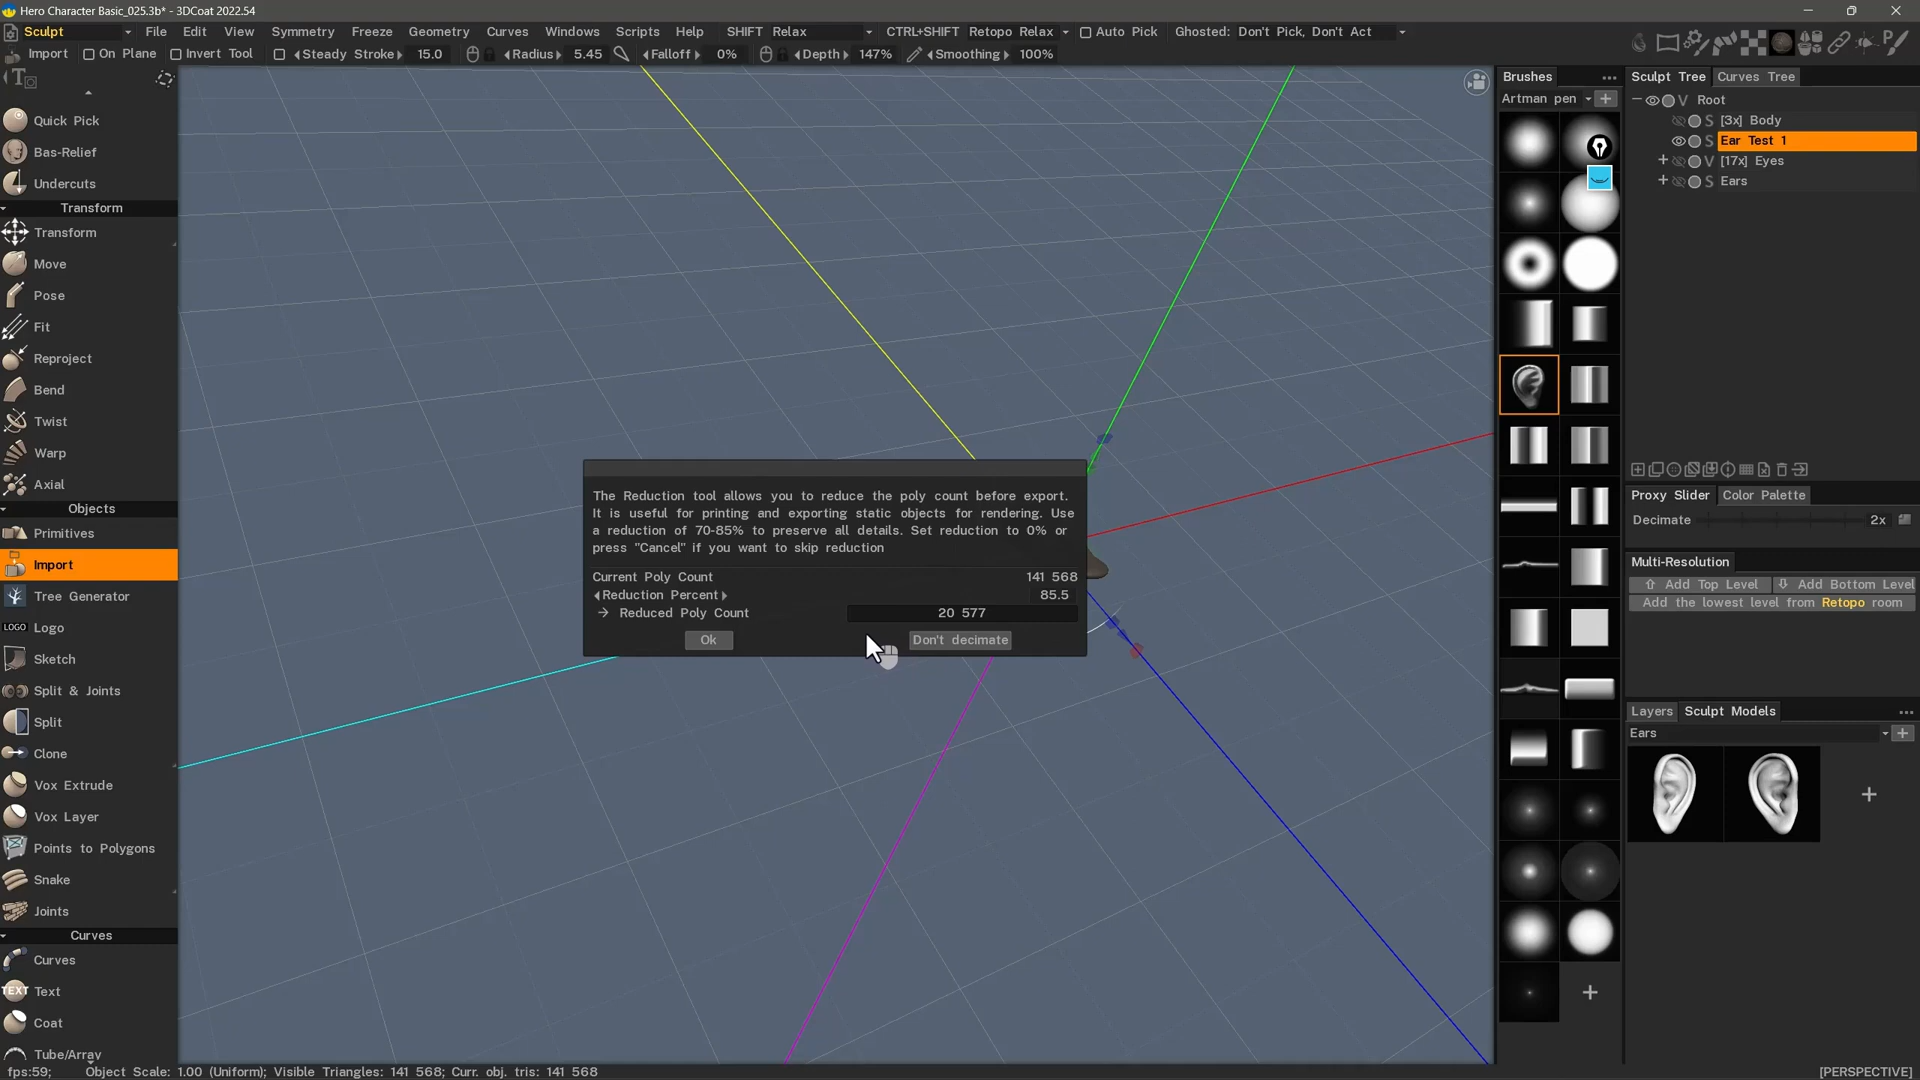 Hero Character Basic_025.3b* - 3DCoat 2022.54
Sculpt File Edit View Symmetry Freeze Geometry Curves Windows Scripts Help SHIFT Relax CTRL+SHIFT Retopo Relax Auto Pick Ghosted: Don't Pick, Don't Act
Import On Plane Invert Tool Steady Stroke 15.0 Radius 5.45 Falloff 0% Depth 147% Smoothing 100%
Quick Pick
Bas-Relief
Undercuts
Transform
Transform
Move
Pose
Fit
Reproject
Bend
Twist
Warp
Axial
Objects
Primitives
Import
Tree Generator
LOGO Logo
Sketch
Split & Joints
Split
Clone
Vox Extrude
Vox Layer
Points to Polygons
Snake
Joints
Curves
Curves
TEXT Text
Coat
Tube/Array
The Reduction tool allows you to reduce the poly count before export.
It is useful for printing and exporting static objects for rendering. Use
a reduction of 70-85% to preserve all details. Set reduction to 0% or
press "Cancel" if you want to skip reduction
Current Poly Count 141 568
Reduction Percent 85.5
Reduced Poly Count 20 577
Ok Don't decimate
Brushes
Artman pen
Sculpt Tree Curves Tree
V Root
S [3x] Body
S Ear Test 1
V [17x] Eyes
S Ears
Proxy Slider Color Palette
Decimate 2x
Multi-Resolution
Add Top Level Add Bottom Level
Add the lowest level from Retopo room
Layers Sculpt Models
Ears
fps:59; Object Scale: 1.00 (Uniform); Visible Triangles: 141 568; Curr. obj. tris: 141 568
[PERSPECTIVE]